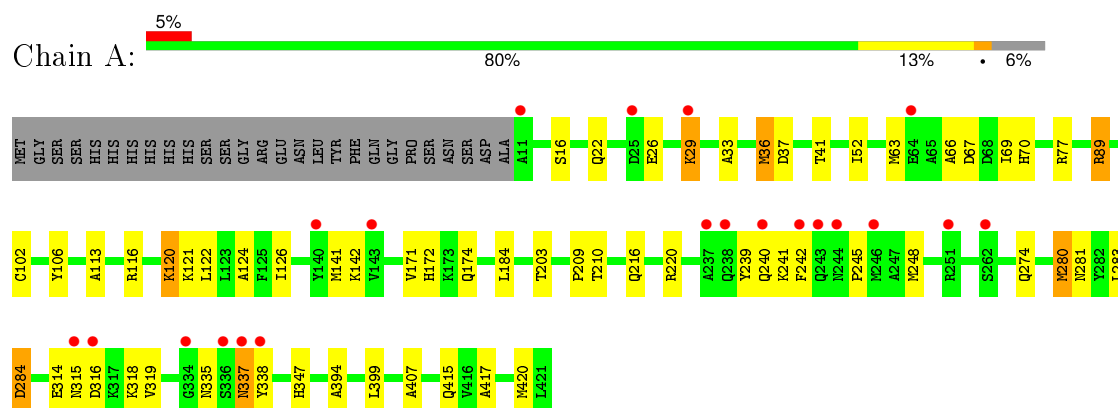 5%
Chain A:
80% 13% • 6%
MET GLY SER SER HIS HIS HIS HIS HIS HIS SER SER GLY ARG GLU ASN LEU TYR PHE GLN GLY PRO SER ASN SER ASP ALA A11 S16 Q22 D25 E26 K29 A33 M36 D37 T41 I52 M63 E64 A65 A66 D67 D68 I69 H70 R77 R89
C102 Y106 A113 R116 K120 K121 L122 L123 A124 F125 I126 Y140 M141 K142 V143 V171 H172 K173 Q174 L184 T203 P209 T210 Q216 R220 A237 Q238 Y239 Q240 K241 F242 Q243 N244 P245 M246 A247 M248 R251 S262 Q274 M280 N281 Y282
D284 E314 N315 D316 K317 K318 V319 G334 N335 S336 N337 Y338 H347 A394 L399 A407 Q415 V416 A417 M420 L421